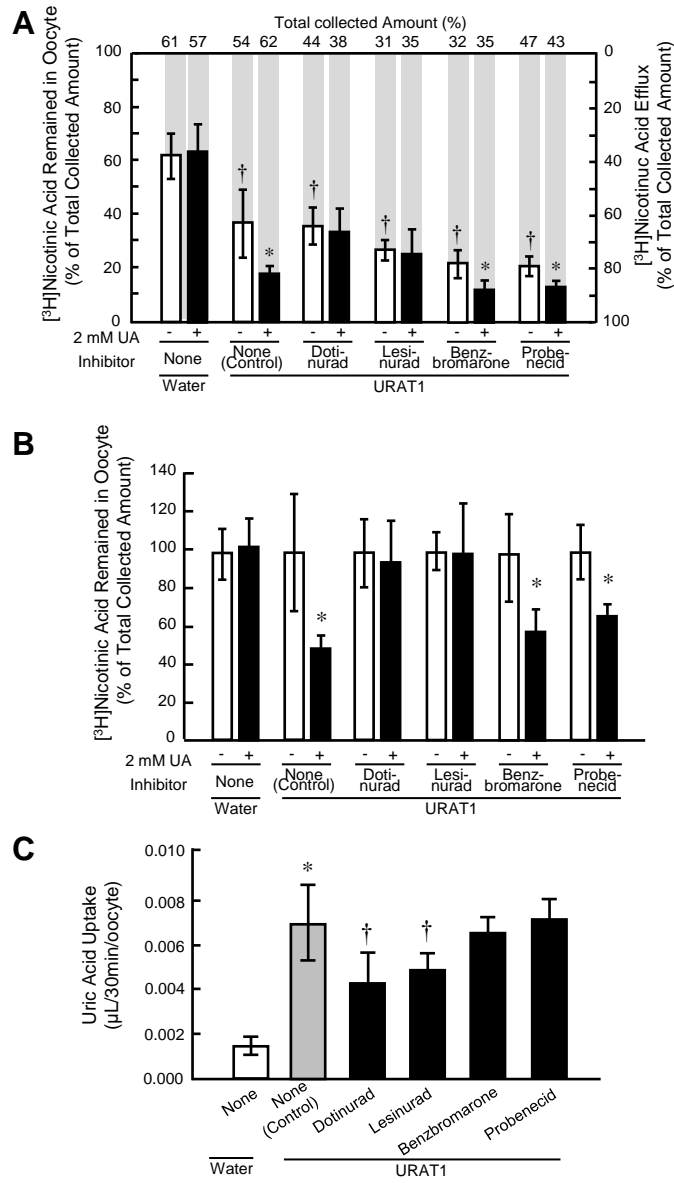 A
Total collected Amount (%)
61 57 54 62 44 38 31 35 32 35 47 43
[³H]Nicotinic Acid Remained in Oocyte
(% of Total Collected Amount)
100
80
60
40
20
0
0
20
40
60
80
100
[³H]Nicotinuc Acid Efflux
(% of Total Collected Amount)
† * † † † * † *
2 mM UA - + - + - + - + - + - +
Inhibitor None None (Control) Doti-nurad Lesi-nurad Benz-bromarone Probe-necid
Water URAT1
B
[³H]Nicotinic Acid Remained in Oocyte
(% of Total Collected Amount)
140
120
100
80
60
40
20
0
* * *
2 mM UA - + - + - + - + - + - +
Inhibitor None None (Control) Doti-nurad Lesi-nurad Benz-bromarone Probe-necid
Water URAT1
C
Uric Acid Uptake
(μL/30min/oocyte)
0.010
0.008
0.006
0.004
0.002
0.000
* † †
None
None
(Control)
Dotinurad
Lesinurad
Benzbromarone
Probenecid
Water URAT1